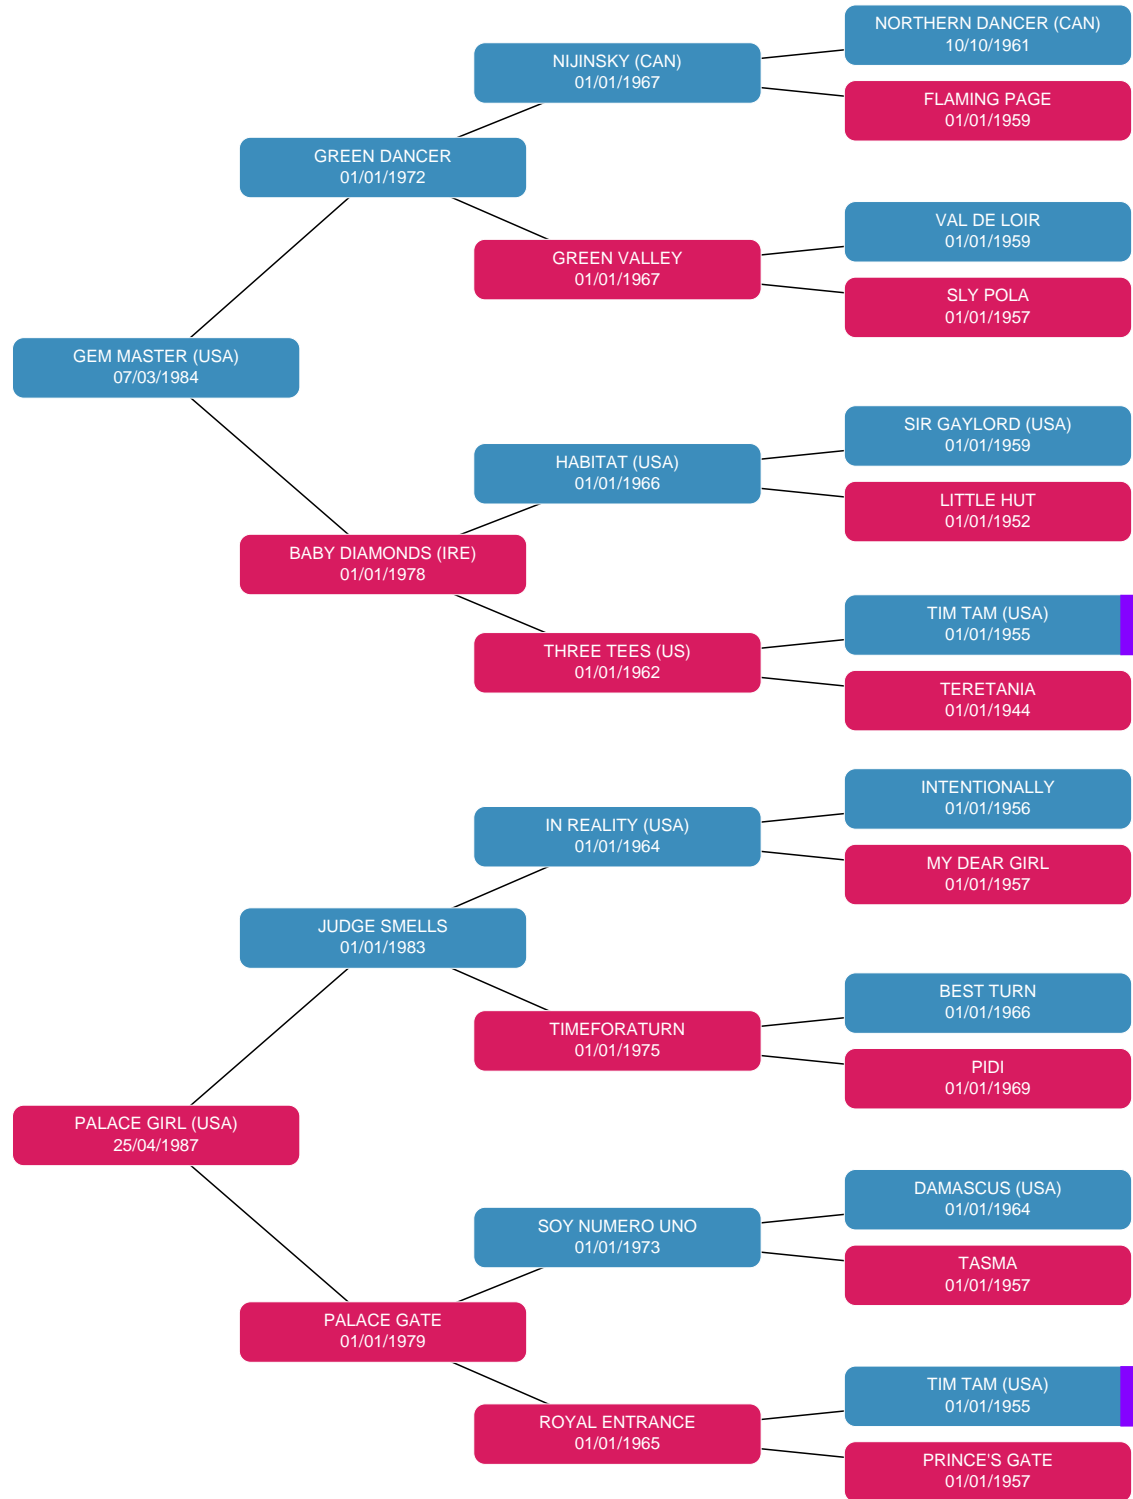 NORTHERN DANCER (CAN)
10/10/1961
NIJINSKY (CAN)
01/01/1967
FLAMING PAGE
01/01/1959
GREEN DANCER
01/01/1972
VAL DE LOIR
01/01/1959
GREEN VALLEY
01/01/1967
SLY POLA
01/01/1957
GEM MASTER (USA)
07/03/1984
SIR GAYLORD (USA)
01/01/1959
HABITAT (USA)
01/01/1966
LITTLE HUT
01/01/1952
BABY DIAMONDS (IRE)
01/01/1978
TIM TAM (USA)
01/01/1955
THREE TEES (US)
01/01/1962
TERETANIA
01/01/1944
INTENTIONALLY
01/01/1956
IN REALITY (USA)
01/01/1964
MY DEAR GIRL
01/01/1957
JUDGE SMELLS
01/01/1983
BEST TURN
01/01/1966
TIMEFORATURN
01/01/1975
PIDI
01/01/1969
PALACE GIRL (USA)
25/04/1987
DAMASCUS (USA)
01/01/1964
SOY NUMERO UNO
01/01/1973
TASMA
01/01/1957
PALACE GATE
01/01/1979
TIM TAM (USA)
01/01/1955
ROYAL ENTRANCE
01/01/1965
PRINCE'S GATE
01/01/1957